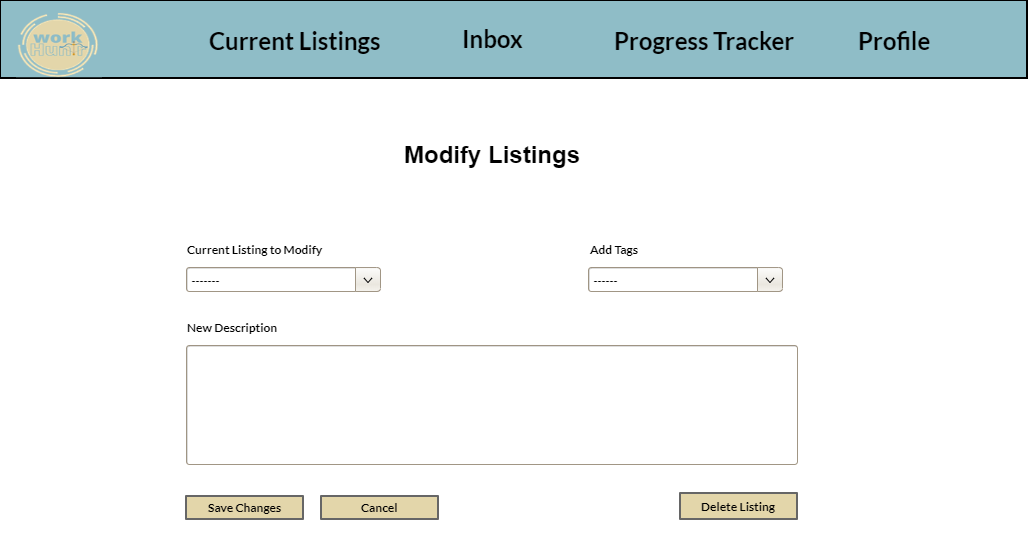 work
Hunt
Current Listings
Inbox
Progress Tracker
Profile
Modify Listings
Current Listing to Modify
Add Tags
-------
------
New Description
Save Changes
Cancel
Delete Listing